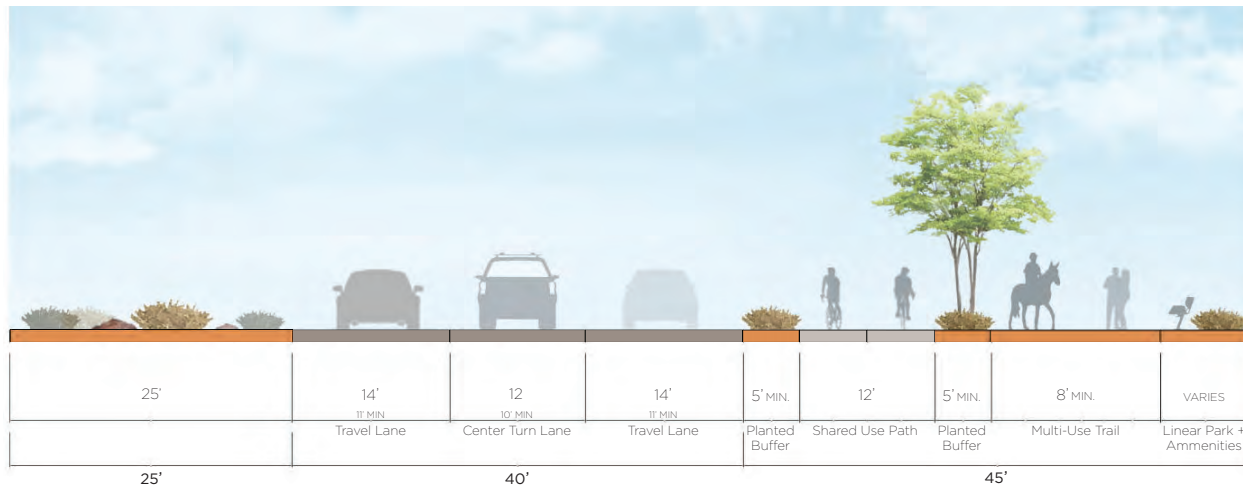 25'
14'
12
14'
5' MIN.
12'
5' MIN.
8' MIN.
VARIES
11' MIN
10' MIN
11' MIN
Travel Lane
Center Turn Lane
Travel Lane
Planted
Buffer
Shared Use Path
Planted
Buffer
Multi-Use Trail
Linear Park +
Ammenities
25'
40'
45'